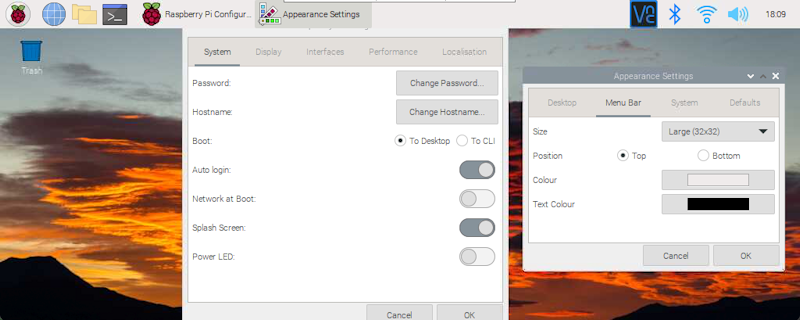 Raspberry Pi Configur... Appearance Settings 18:09
Trash
System Display Interfaces Performance Localisation
Password: Change Password...
Hostname: Change Hostname...
Boot: To Desktop To CLI
Auto login:
Network at Boot:
Splash Screen:
Power LED:
Cancel OK
Appearance Settings
Desktop Menu Bar System Defaults
Size Large (32x32)
Position Top Bottom
Colour
Text Colour
Cancel OK